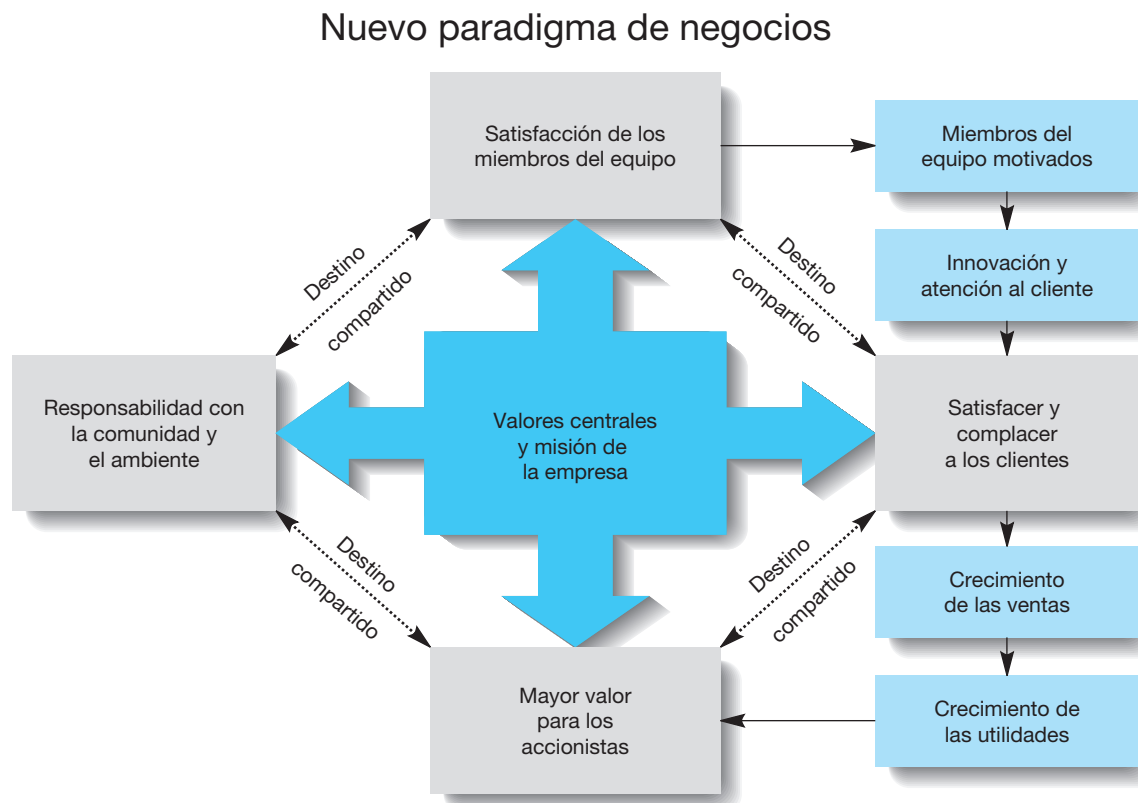 Nuevo paradigma de negocios
Satisfacción de los
miembros del equipo
Miembros del
equipo motivados
Innovación y
atención al cliente
Destino
compartido
Destino
compartido
Responsabilidad con
la comunidad y
el ambiente
Valores centrales
y misión de
la empresa
Satisfacer y
complacer
a los clientes
Destino
compartido
Destino
compartido
Crecimiento
de las ventas
Mayor valor
para los
accionistas
Crecimiento de
las utilidades